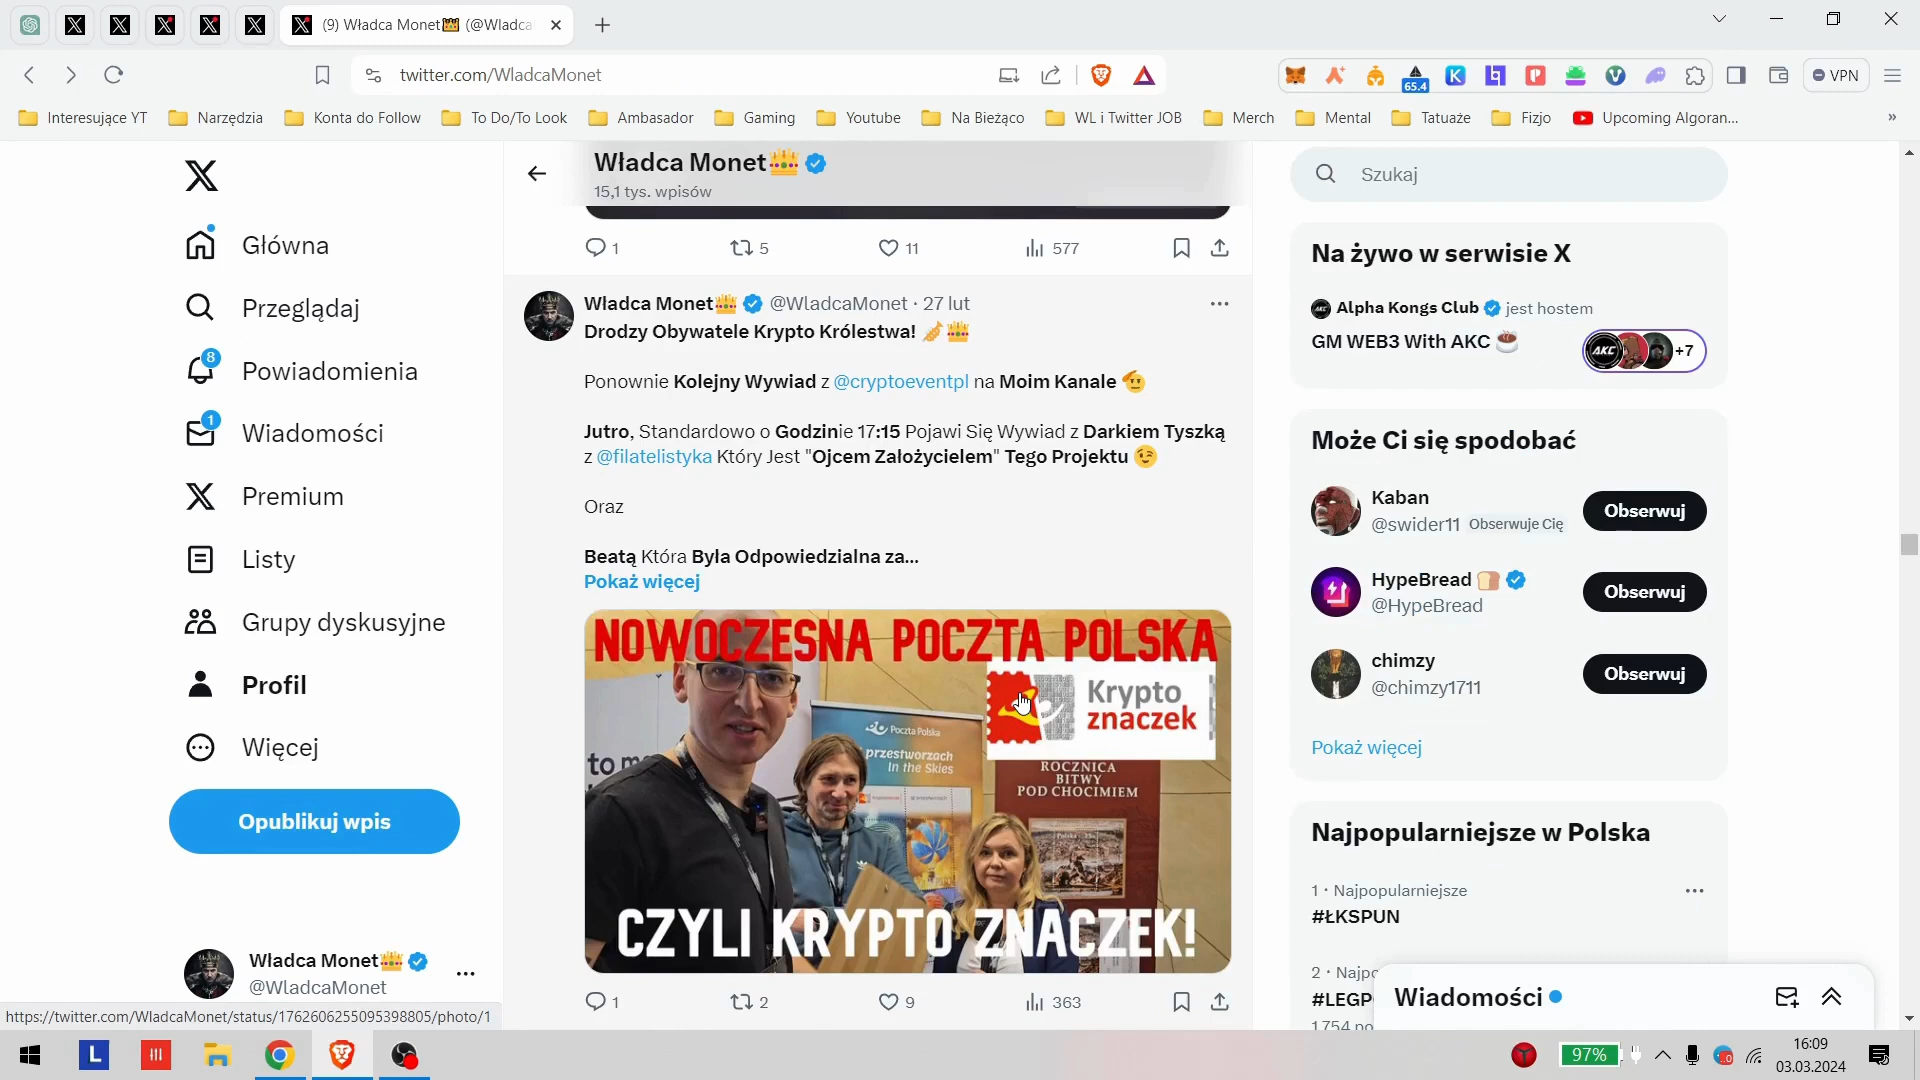 (9) Władca Monet👑 (@Wladca
twitter.com/WladcaMonet
65.4
VPN
Interesujące YT
Narzędzia
Konta do Follow
To Do/To Look
Ambasador
Gaming
Youtube
Na Bieżąco
WL i Twitter JOB
Merch
Mental
Tatuaże
Fizjo
Upcoming Algoran...
»
Władca Monet👑
15,1 tys. wpisów
Główna
Przeglądaj
8
Powiadomienia
1
Wiadomości
Premium
Listy
Grupy dyskusyjne
Profil
Więcej
Opublikuj wpis
Władca Monet👑
@WladcaMonet
https://twitter.com/WladcaMonet/status/1762606255095398805/photo/1
1
5
11
577
Władca Monet👑 @WladcaMonet · 27 lut
Drodzy Obywatele Krypto Królestwa! 🎺👑
Ponownie Kolejny Wywiad z @cryptoeventpl na Moim Kanale 🫡
Jutro, Standardowo o Godzinie 17:15 Pojawi Się Wywiad z Darkiem Tyszką
z @filatelistyka Który Jest "Ojcem Założycielem" Tego Projektu 😉
Oraz
Beatą Która Była Odpowiedzialna za...
Pokaż więcej
NOWOCZESNA POCZTA POLSKA
Krypto
znaczek
Poczta Polska
przestworzach
In the Skies
ROCZNICA
BITWY
POD CHOCIMIEM
CZYLI KRYPTO ZNACZEK!
1
2
9
363
Szukaj
Na żywo w serwisie X
Alpha Kongs Club jest hostem
GM WEB3 With AKC ☕
AKC
+7
Może Ci się spodobać
Kaban
@swider11 Obserwuje Cię
Obserwuj
HypeBread🍞
@HypeBread
Obserwuj
chimzy
@chimzy1711
Obserwuj
Pokaż więcej
Najpopularniejsze w Polska
1 · Najpopularniejsze
#ŁKSPUN
2 · Najpo
Wiadomości
97%
16:09
03.03.2024